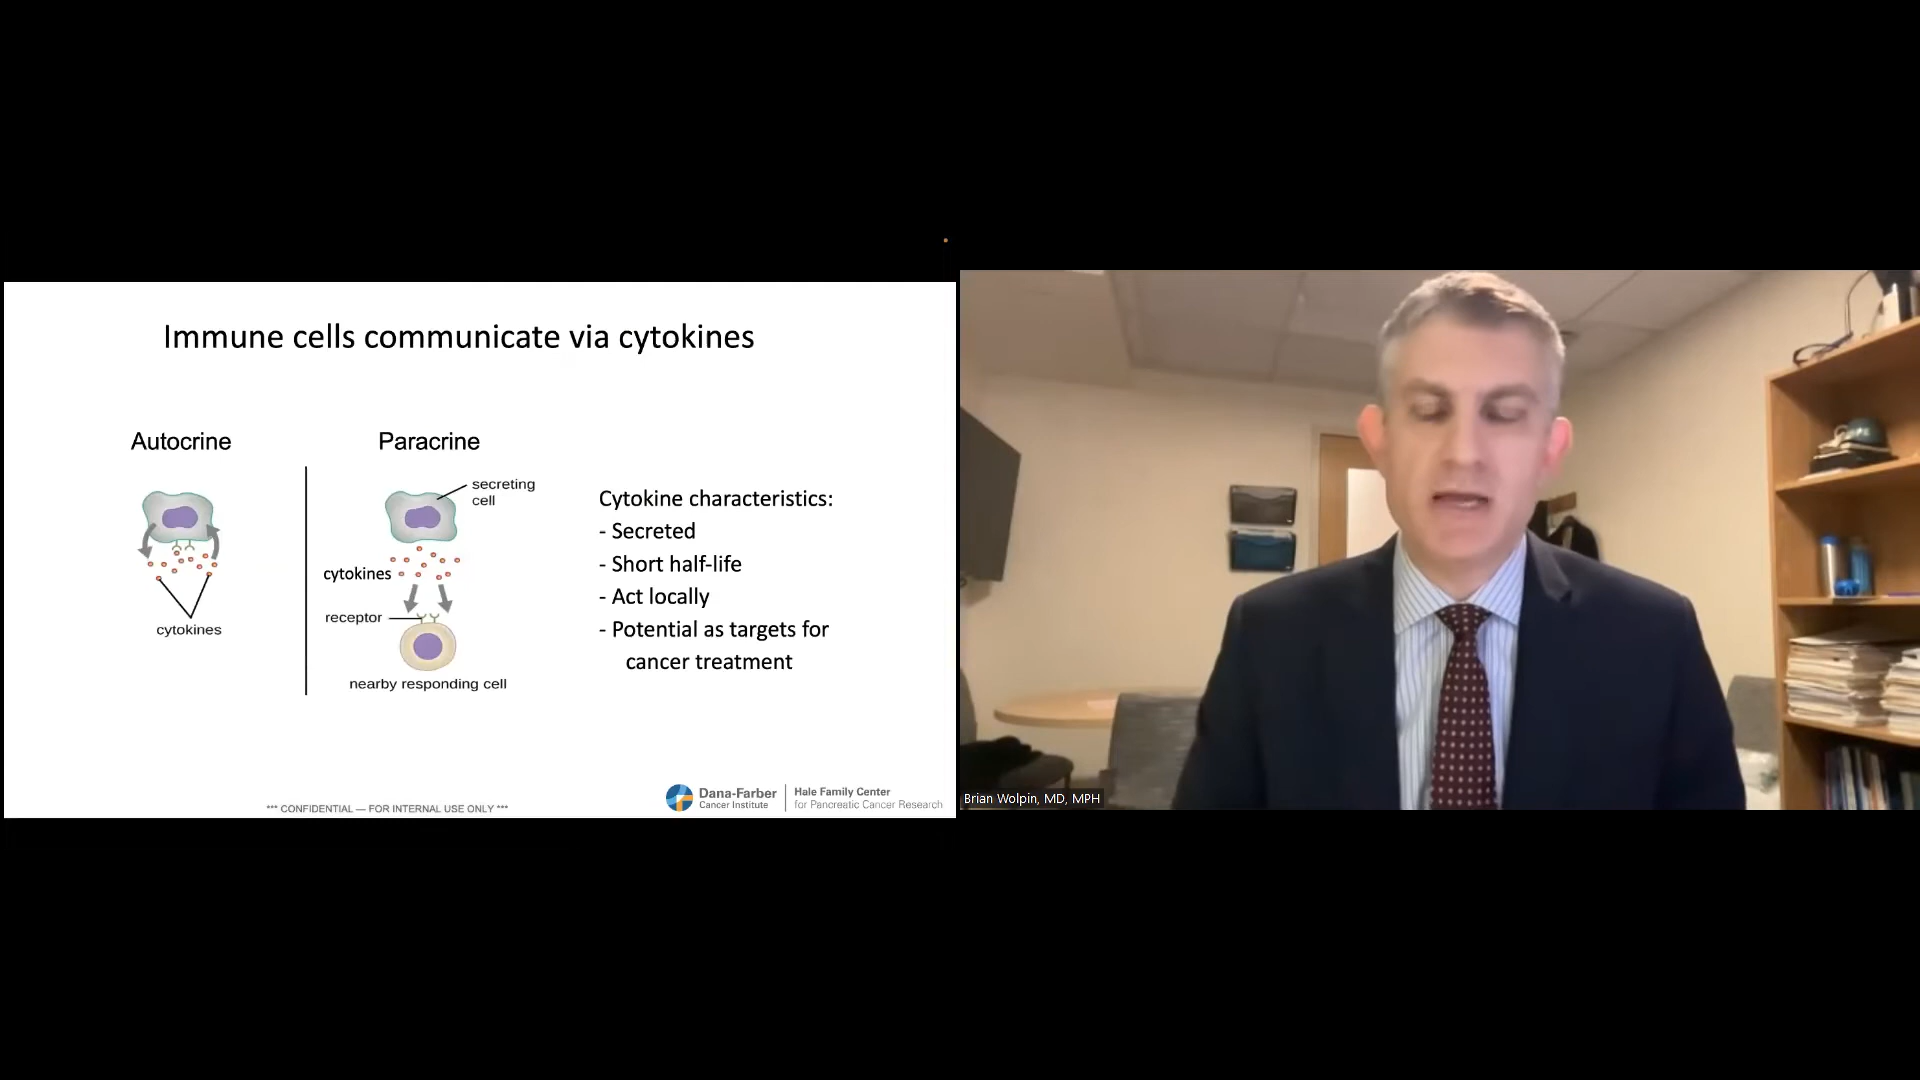 Immune cells communicate via cytokines
Autocrine
cytokines
Paracrine
secreting
cell
cytokines
receptor
nearby responding cell
Cytokine characteristics:
- Secreted
- Short half-life
- Act locally
- Potential as targets for
cancer treatment
*** CONFIDENTIAL — FOR INTERNAL USE ONLY ***
Dana-Farber
Cancer Institute
Hale Family Center
for Pancreatic Cancer Research
Brian Wolpin, MD, MPH